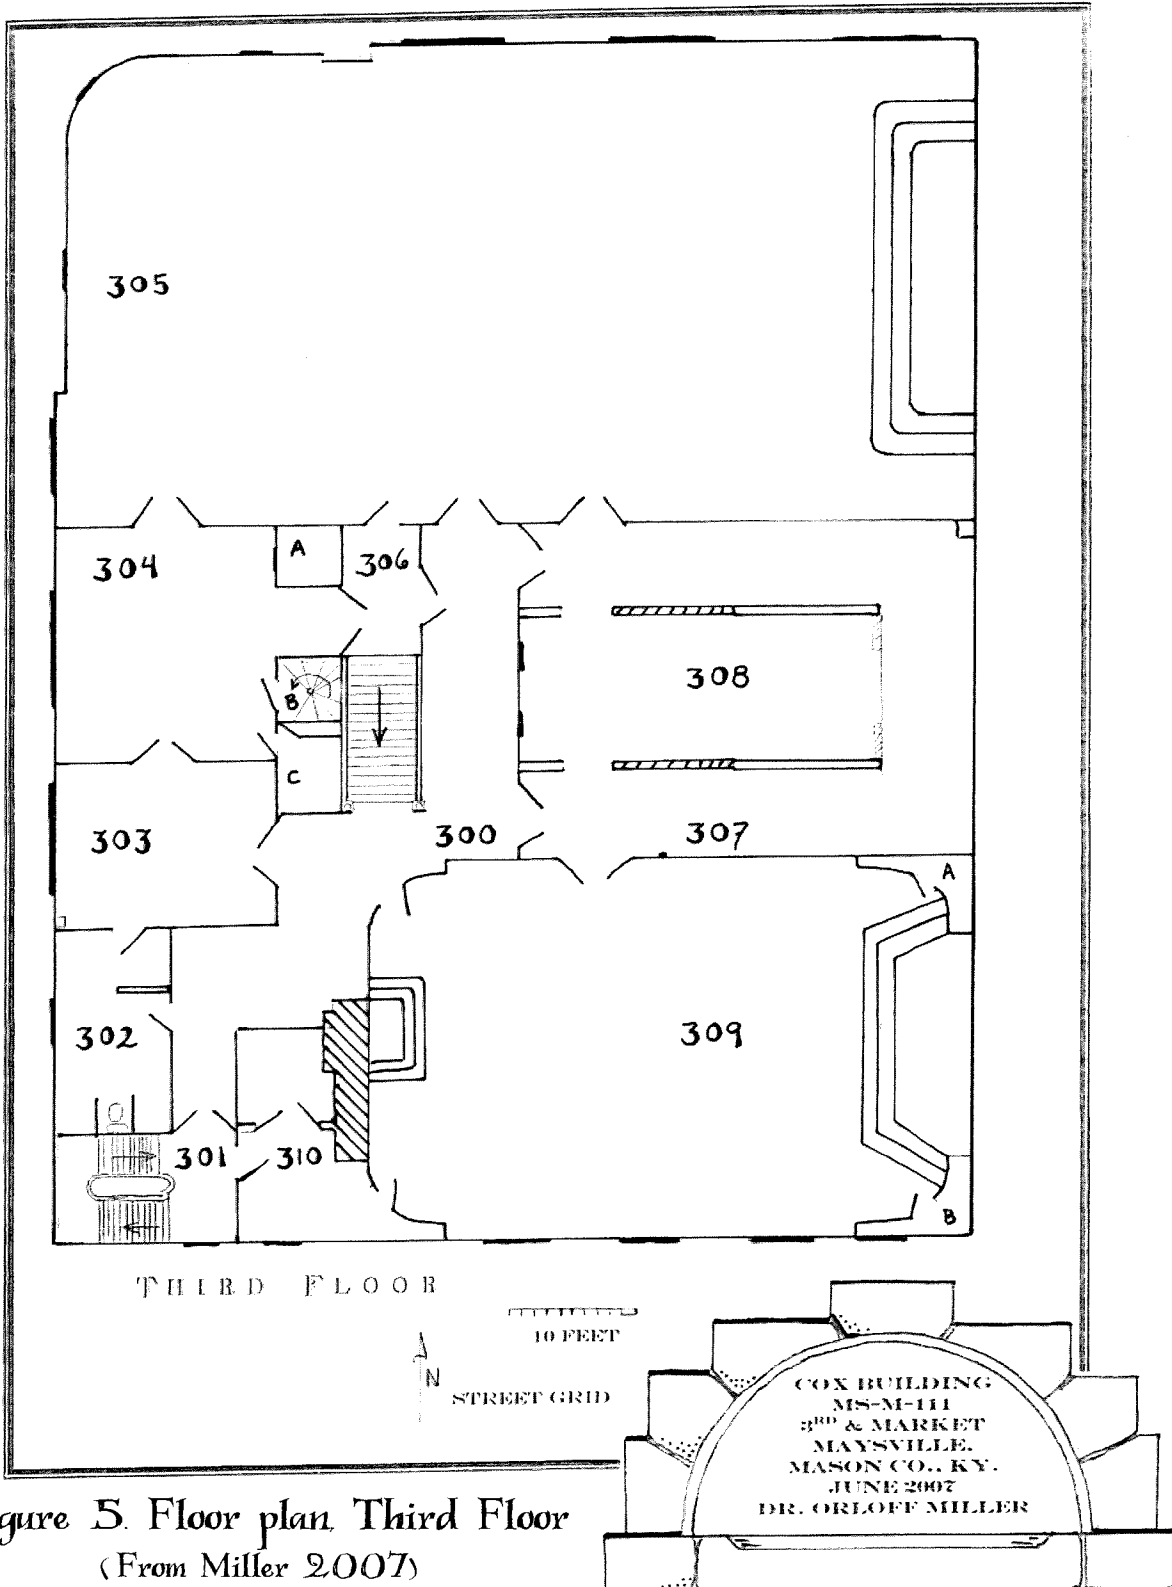 305
304
A
306
B
308
C
303
300
307
A
302
309
301
310
B
THIRD FLOOR
10 FEET
N
STREET GRID
COX BUILDING
MS-M-111
3RD & MARKET
MAYSVILLE,
MASON CO., KY.
JUNE 2007
DR. ORLOFF MILLER
gure 5. Floor plan, Third Floor
(From Miller 2007)